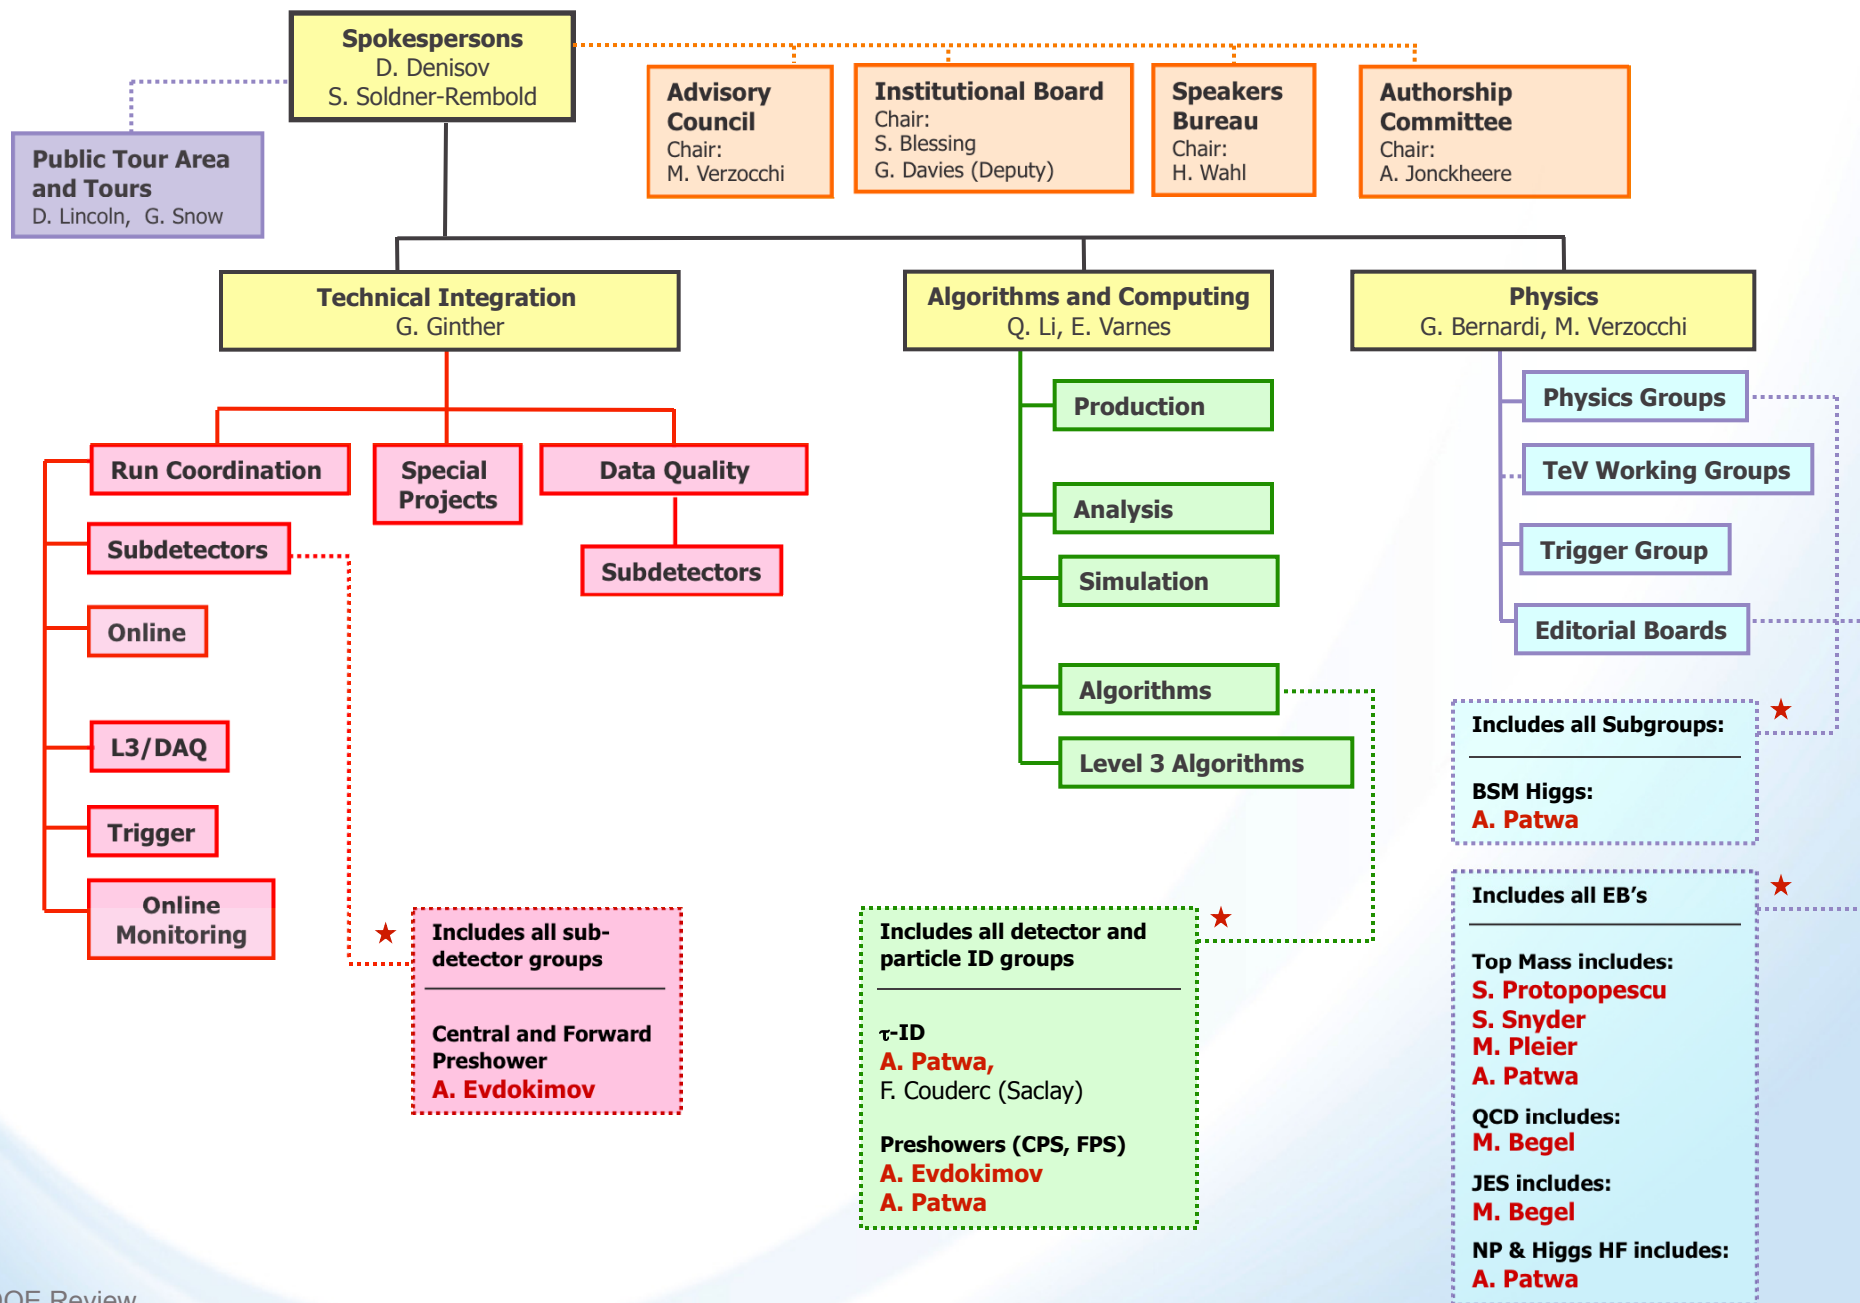 Spokespersons
D. Denisov
S. Soldner-Rembold
Public Tour Area
and Tours
D. Lincoln, G. Snow
Advisory
Council
Chair:
M. Verzocchi
Institutional Board
Chair:
S. Blessing
G. Davies (Deputy)
Speakers
Bureau
Chair:
H. Wahl
Authorship
Committee
Chair:
A. Jonckheere
Technical Integration
G. Ginther
Algorithms and Computing
Q. Li, E. Varnes
Physics
G. Bernardi, M. Verzocchi
Run Coordination
Special
Projects
Data Quality
Subdetectors
Subdetectors
Online
L3/DAQ
Trigger
Online
Monitoring
Includes all sub-
detector groups
Central and Forward
Preshower
A. Evdokimov
Production
Analysis
Simulation
Algorithms
Level 3 Algorithms
Includes all detector and
particle ID groups
τ-ID
A. Patwa,
F. Couderc (Saclay)
Preshowers (CPS, FPS)
A. Evdokimov
A. Patwa
Physics Groups
TeV Working Groups
Trigger Group
Editorial Boards
Includes all Subgroups:
BSM Higgs:
A. Patwa
Includes all EB's
Top Mass includes:
S. Protopopescu
S. Snyder
M. Pleier
A. Patwa
QCD includes:
M. Begel
JES includes:
M. Begel
NP & Higgs HF includes:
A. Patwa
Review